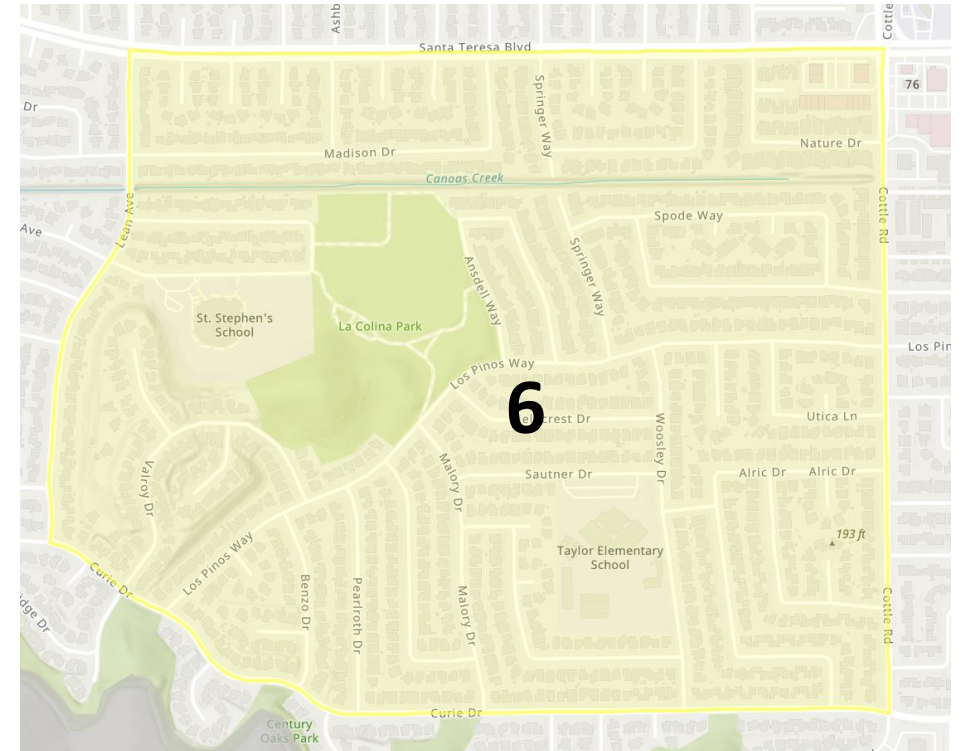 Ashb
Cottle
Santa Teresa Blvd
76
Dr
Springer Way
Madison Dr
Nature Dr
Canoas Creek
Lean Ave
Cottle Rd
Ave
Spode Way
Springer Way
Ansdell Way
St. Stephen's
School
La Colina Park
Los Pin
Los Pinos Way
6
crest Dr
Utica Ln
Woosley Dr
Malory Dr
Sautner Dr
Alric Dr
Alric Dr
Valroy Dr
193 ft
Los Pinos Way
Taylor Elementary
School
Curie Dr
Benzo Dr
Pearlroth Dr
Malory Dr
Cottle Rd
dge Dr
Curie Dr
Century
Oaks Park